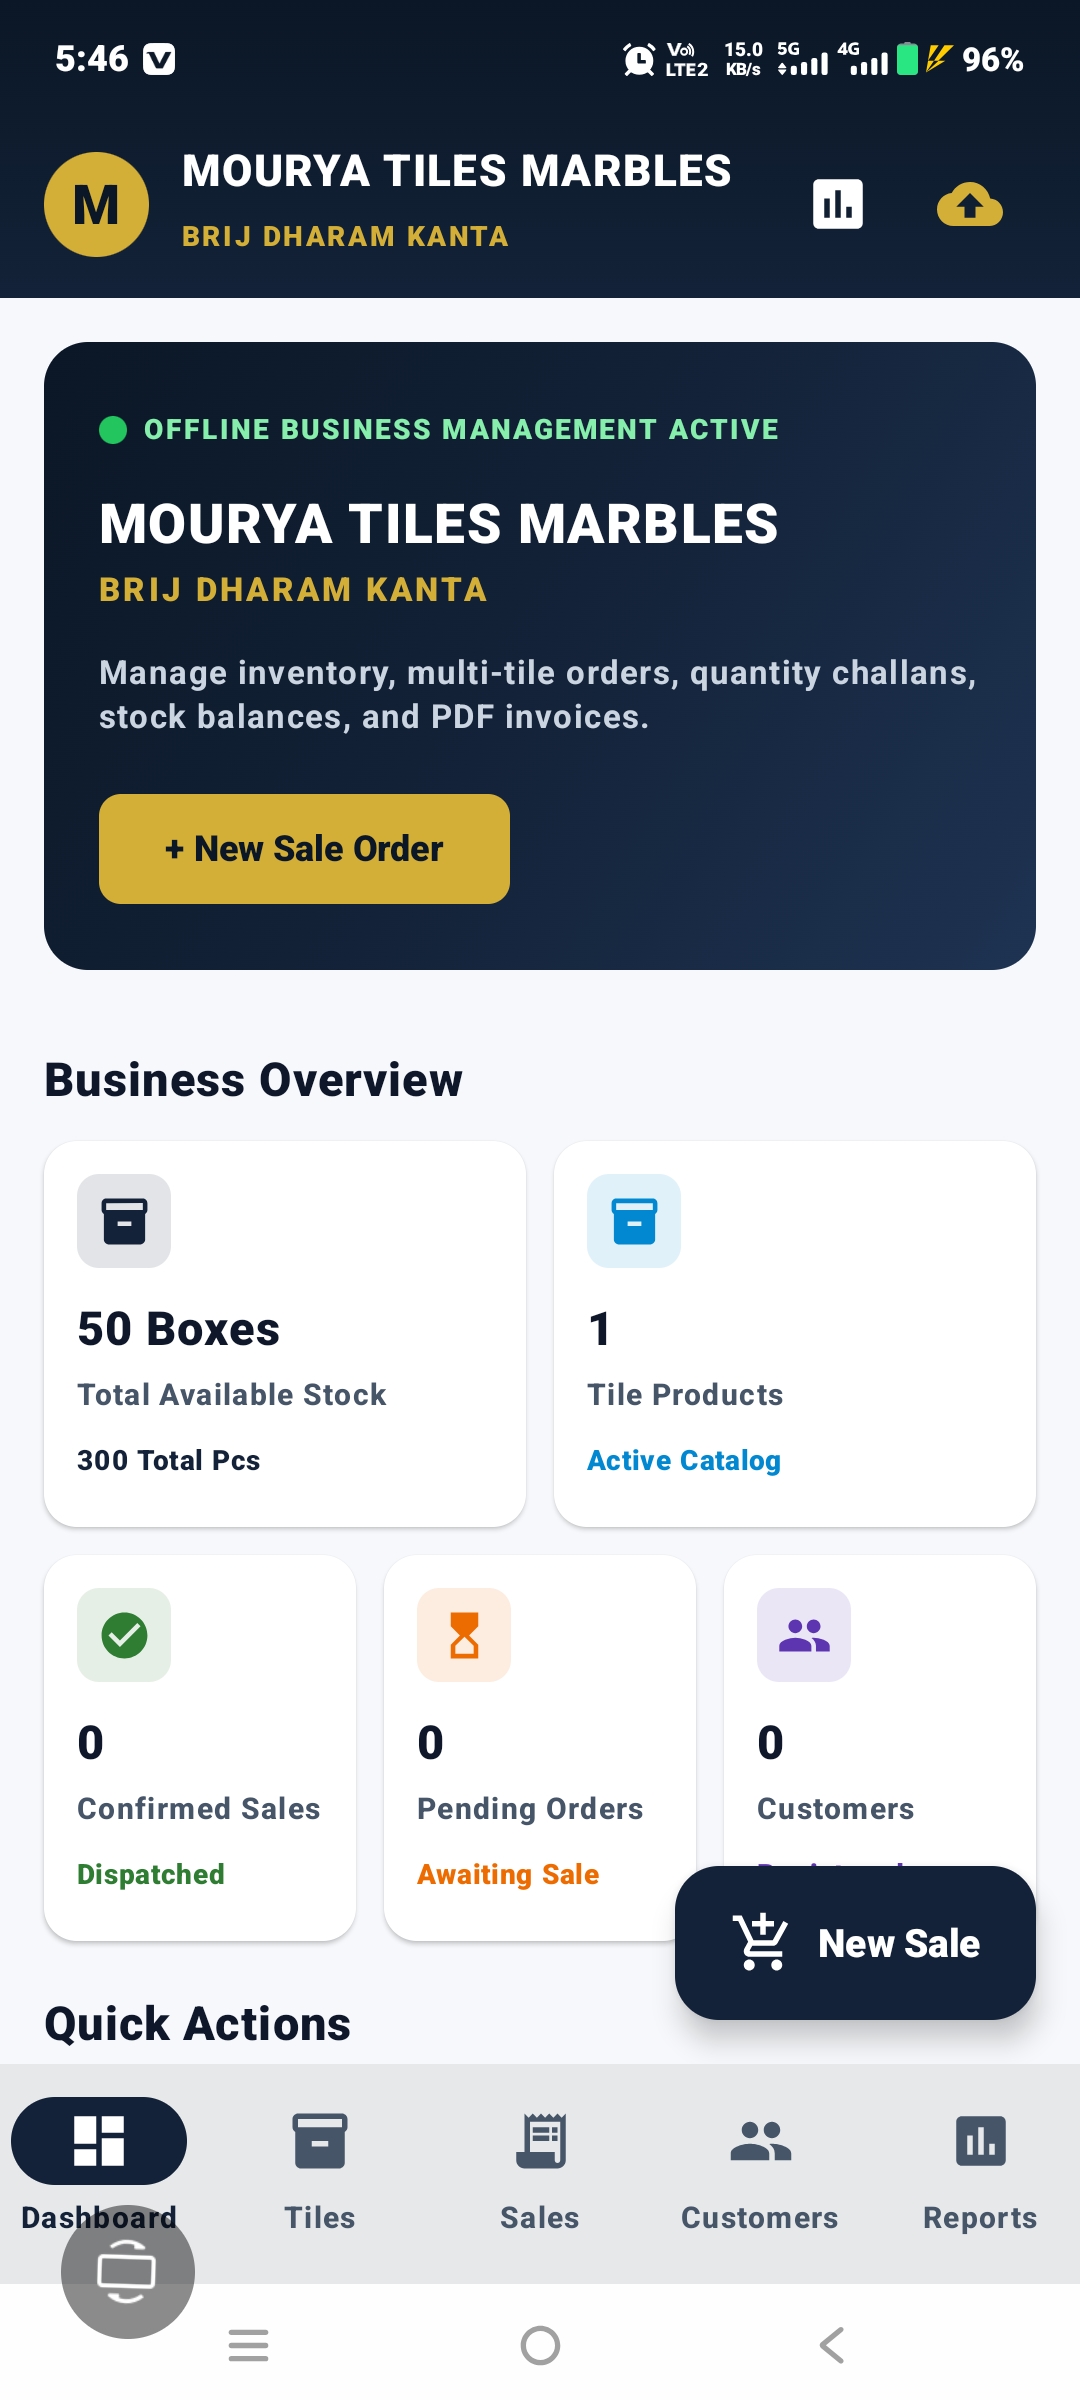 5:46
Vo)) LTE2 15.0 KB/s 5G 4G 96%
M
MOURYA TILES MARBLES
BRIJ DHARAM KANTA
OFFLINE BUSINESS MANAGEMENT ACTIVE
MOURYA TILES MARBLES
BRIJ DHARAM KANTA
Manage inventory, multi-tile orders, quantity challans,
stock balances, and PDF invoices.
+ New Sale Order
Business Overview
50 Boxes
Total Available Stock
300 Total Pcs
1
Tile Products
Active Catalog
0
Confirmed Sales
Dispatched
0
Pending Orders
Awaiting Sale
0
Customers
New Sale
Quick Actions
Dashboard
Tiles
Sales
Customers
Reports